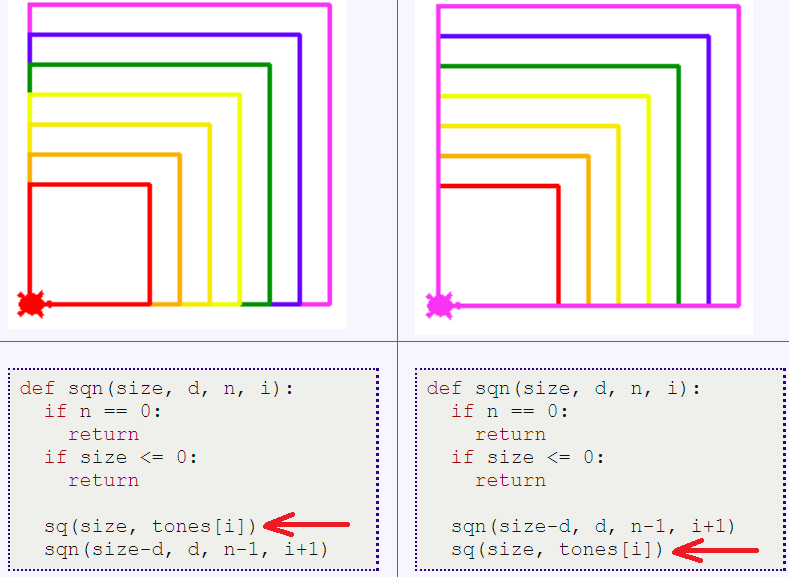 def sqn(size, d, n, i):
  if n == 0:
    return
  if size <= 0:
    return

  sq(size, tones[i])
  sqn(size-d, d, n-1, i+1)
def sqn(size, d, n, i):
  if n == 0:
    return
  if size <= 0:
    return

  sqn(size-d, d, n-1, i+1)
  sq(size, tones[i])